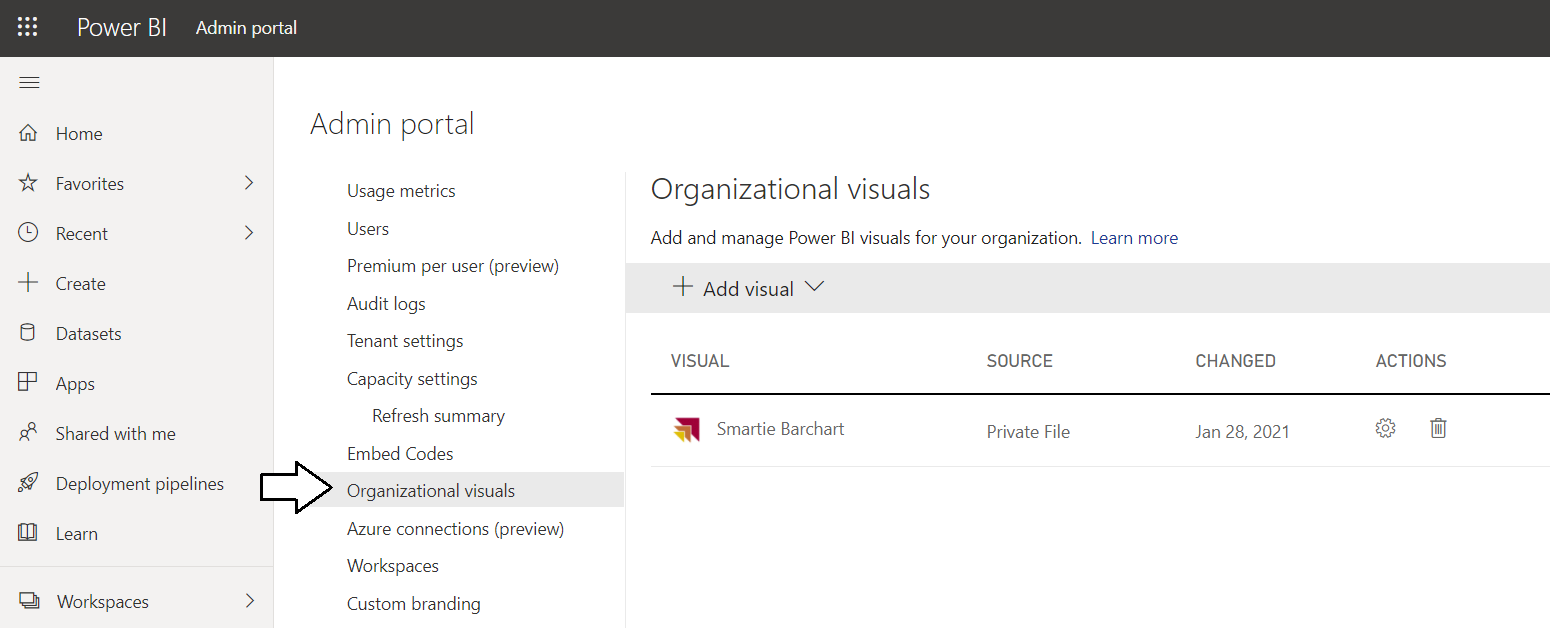 Power BI Admin portal
Home
Favorites
Recent
Create
Datasets
Apps
Shared with me
Deployment pipelines
Learn
Workspaces
Admin portal
Usage metrics
Users
Premium per user (preview)
Audit logs
Tenant settings
Capacity settings
Refresh summary
Embed Codes
Organizational visuals
Azure connections (preview)
Workspaces
Custom branding
Organizational visuals
Add and manage Power BI visuals for your organization. Learn more
Add visual
VISUAL SOURCE CHANGED ACTIONS
Smartie Barchart Private File Jan 28, 2021